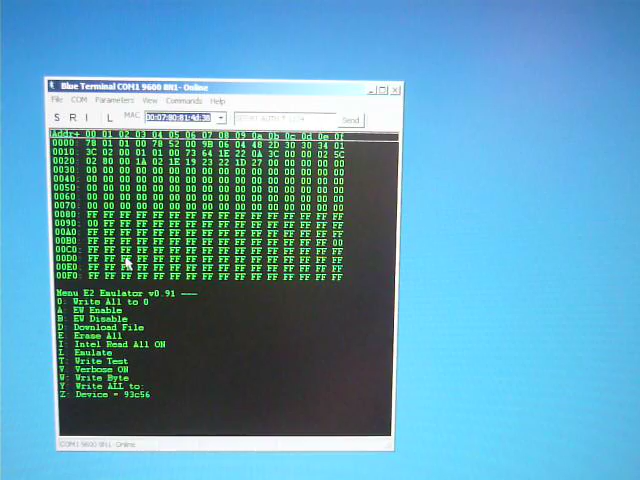 Blue Terminal COM1 9600 8N1- Online
File COM Parameters View Commands Help
S R I L MAC: 00:07:80:81:4d:3B Send
Addr+ 00 01 02 03 04 05 06 07 08 09 0a 0b 0c 0d 0e 0f
0000: 78 01 01 00 78 52 00 9B 06 04 48 2D 30 30 34 01
0010: 3C 02 00 01 01 00 73 64 1E 22 0A 3C 00 00 02 5C
0020: 02 80 00 1A 02 1E 19 23 22 1D 27 00 00 00 00 00
0030: 00 00 00 00 00 00 00 00 00 00 00 00 00 00 00 00
0040: 00 00 00 00 00 00 00 00 00 00 00 00 00 00 00 00
0050: 00 00 00 00 00 00 00 00 00 00 00 00 00 00 00 00
0060: 00 00 00 00 00 00 00 00 00 00 00 00 00 00 00 00
0070: 00 00 00 00 00 00 00 00 00 00 00 00 00 00 00 00
0080: FF FF FF FF FF FF FF FF FF FF FF FF FF FF FF FF
0090: 00 FF FF FF FF FF FF FF FF FF FF FF FF FF FF FF
00A0: FF FF FF FF FF FF FF FF FF FF FF FF FF FF FF FF
00B0: FF FF FF FF FF FF FF FF FF FF FF FF FF FF FF 00
00C0: FF FF FF FF FF FF FF FF FF FF FF FF FF FF FF FF
00D0: FF FF FF FF FF FF FF FF FF FF FF FF FF FF FF FF
00E0: FF FF FF FF FF FF FF FF FF FF FF FF FF FF FF FF
00F0: FF FF FF FF FF FF FF FF FF FF FF FF FF FF FF FF
Menu E2 Emulator v0.91 ---
0: Write All to 0
A: EW Enable
B: EW Disable
D: Download File
E: Erase All
I: Intel Read All ON
L: Emulate
T: Write Test
V: Verbose ON
W: Write Byte
Y: Write ALL to:
Z: Device = 93c56
COM1 9600 8N1- Online